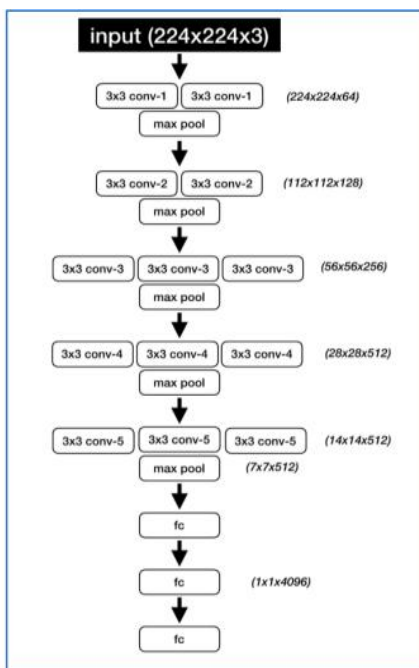 input (224x224x3)
3x3 conv-1 3x3 conv-1 (224x224x64)
max pool
3x3 conv-2 3x3 conv-2 (112x112x128)
max pool
3x3 conv-3 3x3 conv-3 3x3 conv-3 (56x56x256)
max pool
3x3 conv-4 3x3 conv-4 3x3 conv-4 (28x28x512)
max pool
3x3 conv-5 3x3 conv-5 3x3 conv-5 (14x14x512)
max pool (7x7x512)
fc
fc (1x1x4096)
fc